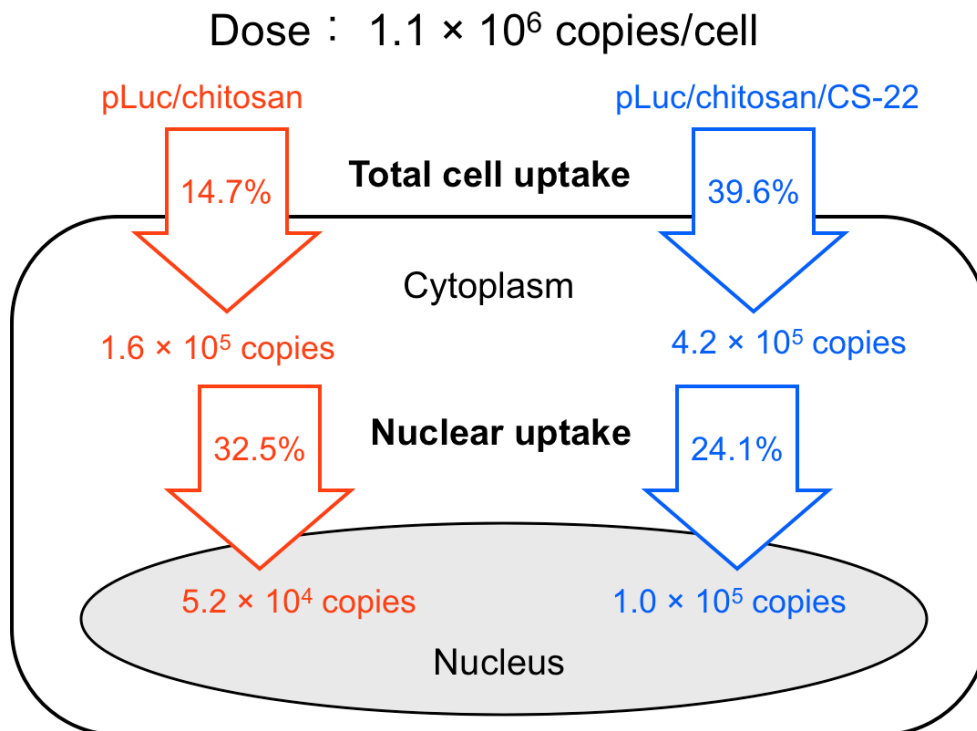 Dose： 1.1 × 10⁶ copies/cell
pLuc/chitosan
pLuc/chitosan/CS-22
14.7%
Total cell uptake
39.6%
Cytoplasm
1.6 × 10⁵ copies
4.2 × 10⁵ copies
32.5%
Nuclear uptake
24.1%
5.2 × 10⁴ copies
1.0 × 10⁵ copies
Nucleus